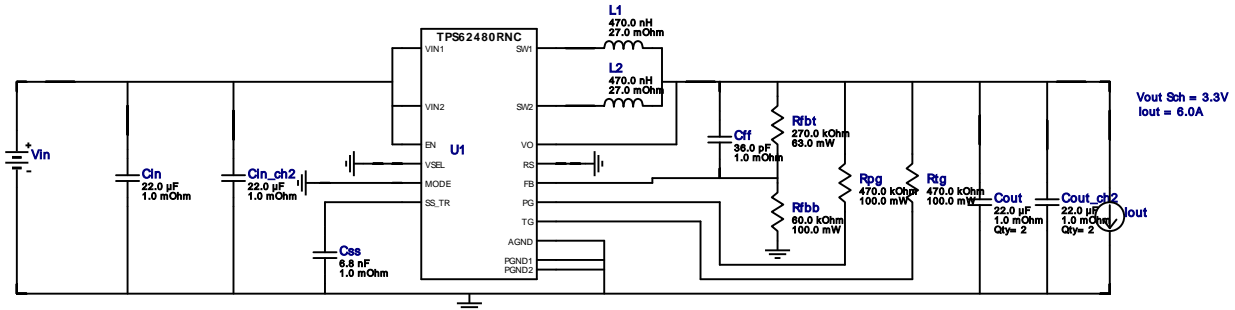 L1
470.0 nH
27.0 mOhm
TPS62480RNC
VIN1
SW1
L2
470.0 nH
27.0 mOhm
VIN2
SW2
Vout Sch = 3.3V
Iout = 6.0A
Rfbt
270.0 kOhm
63.0 mW
Cff
36.0 pF
1.0 mOhm
EN
VO
U1
Vin
+
-
VSEL
RS
Cin
22.0 µF
1.0 mOhm
Cin_ch2
22.0 µF
1.0 mOhm
MODE
FB
Rpg
470.0 kOhm
100.0 mW
Rtg
470.0 kOhm
100.0 mW
SS_TR
PG
Rfbb
60.0 kOhm
100.0 mW
Cout
22.0 µF
1.0 mOhm
Qty= 2
Cout_ch2
22.0 µF
1.0 mOhm
Qty= 2
Iout
TG
Css
6.8 nF
1.0 mOhm
AGND
PGND1
PGND2